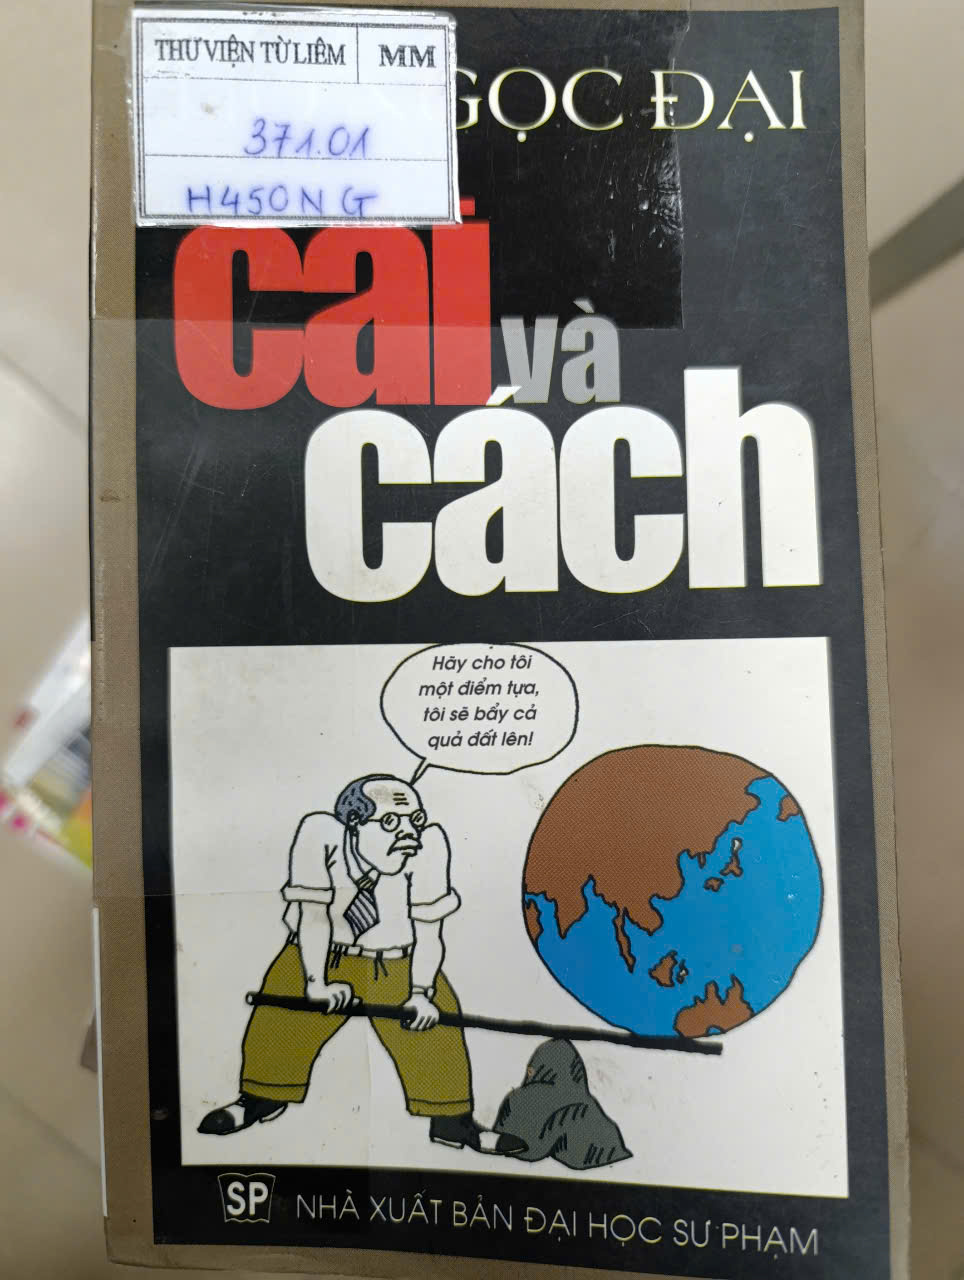 THƯ VIỆN TỪ LIÊM MM
371.01
H450NG
GỌC ĐẠI
cái
và
cách
Hãy cho tôi
một điểm tựa,
tôi sẽ bẩy cả
quả đất lên!
SP NHÀ XUẤT BẢN ĐẠI HỌC SƯ PHẠM